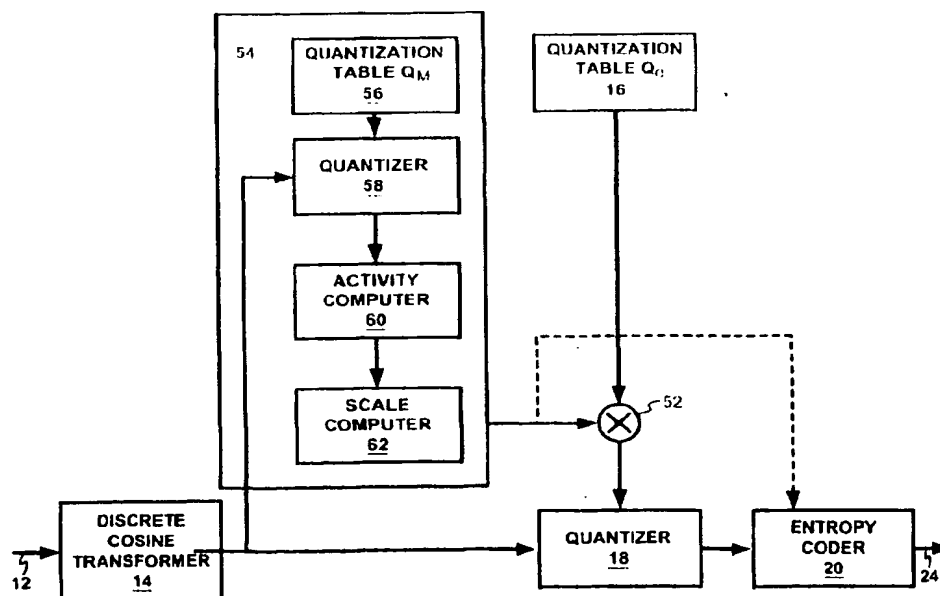 54
QUANTIZATION
TABLE QM
56
QUANTIZATION
TABLE
16
QUANTIZER
58
ACTIVITY
COMPUTER
60
SCALE
COMPUTER
62
52
DISCRETE
COSINE
TRANSFORMER
14
QUANTIZER
18
ENTROPY
CODER
20
12
24